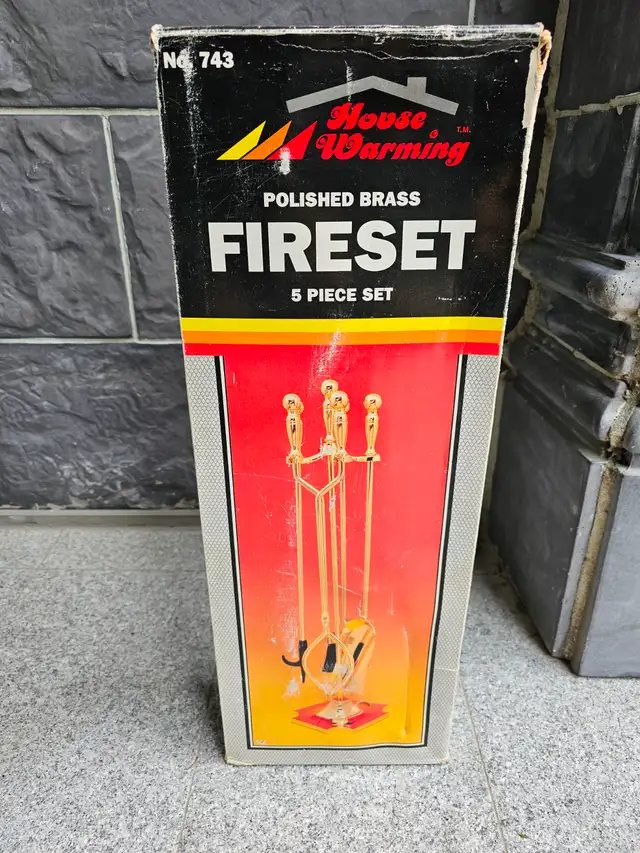 No. 743
House
Warming T.M.
POLISHED BRASS
FIRESET
5 PIECE SET